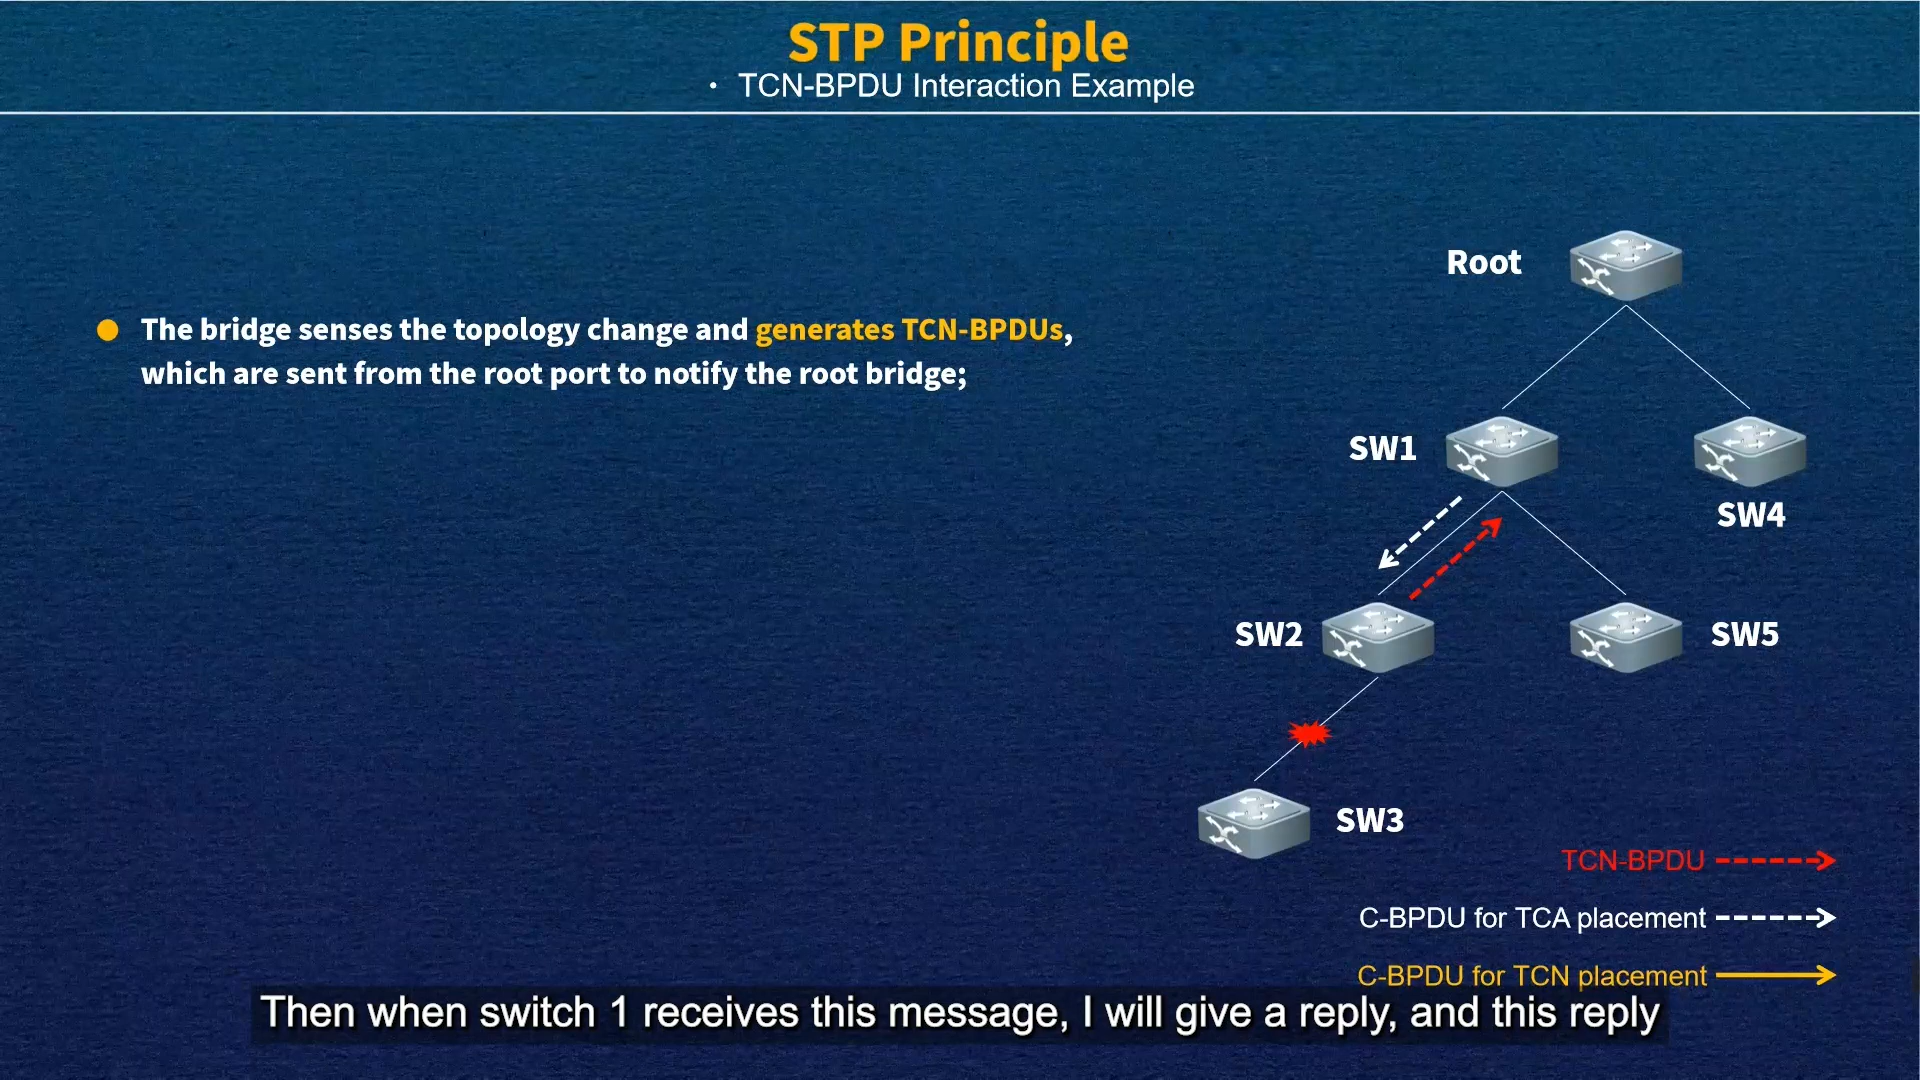 STP Principle
• TCN-BPDU Interaction Example
The bridge senses the topology change and generates TCN-BPDUs,
which are sent from the root port to notify the root bridge;
Root
SW1
SW4
SW2
SW5
SW3
TCN-BPDU
C-BPDU for TCA placement
C-BPDU for TCN placement
Then when switch 1 receives this message, I will give a reply, and this reply